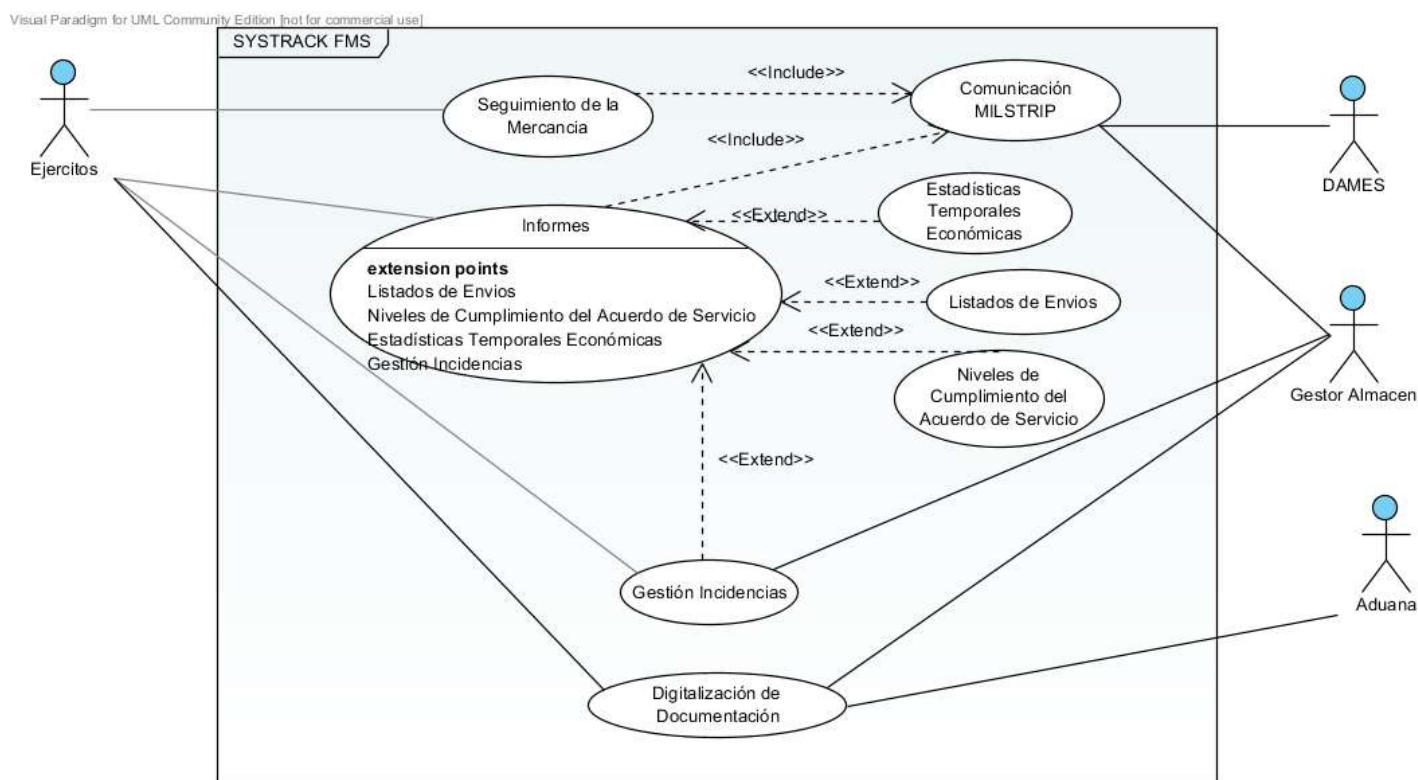 Visual Paradigm for UML Community Edition [not for commercial use]
SYSTRACK FMS
Ejercitos
Seguimiento de la
Mercancia
<<Include>>
Comunicación
MILSTRIP
DAMES
<<Include>>
Informes
extension points
Listados de Envios
Niveles de Cumplimiento del Acuerdo de Servicio
Estadísticas Temporales Económicas
Gestión Incidencias
<<Extend>>
Estadísticas
Temporales
Económicas
<<Extend>>
Listados de Envios
<<Extend>>
Niveles de
Cumplimiento del
Acuerdo de Servicio
Gestor Almacen
<<Extend>>
Gestión Incidencias
Aduana
Digitalización de
Documentación